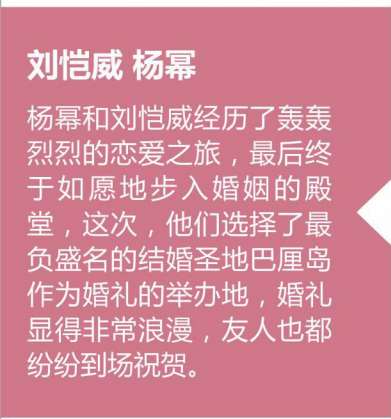 刘恺威 杨幂
杨幂和刘恺威经历了轰轰
烈烈的恋爱之旅，最后终
于如愿地步入婚姻的殿
堂，这次，他们选择了最
负盛名的结婚圣地巴厘岛
作为婚礼的举办地，婚礼
显得非常浪漫，友人也都
纷纷到场祝贺。